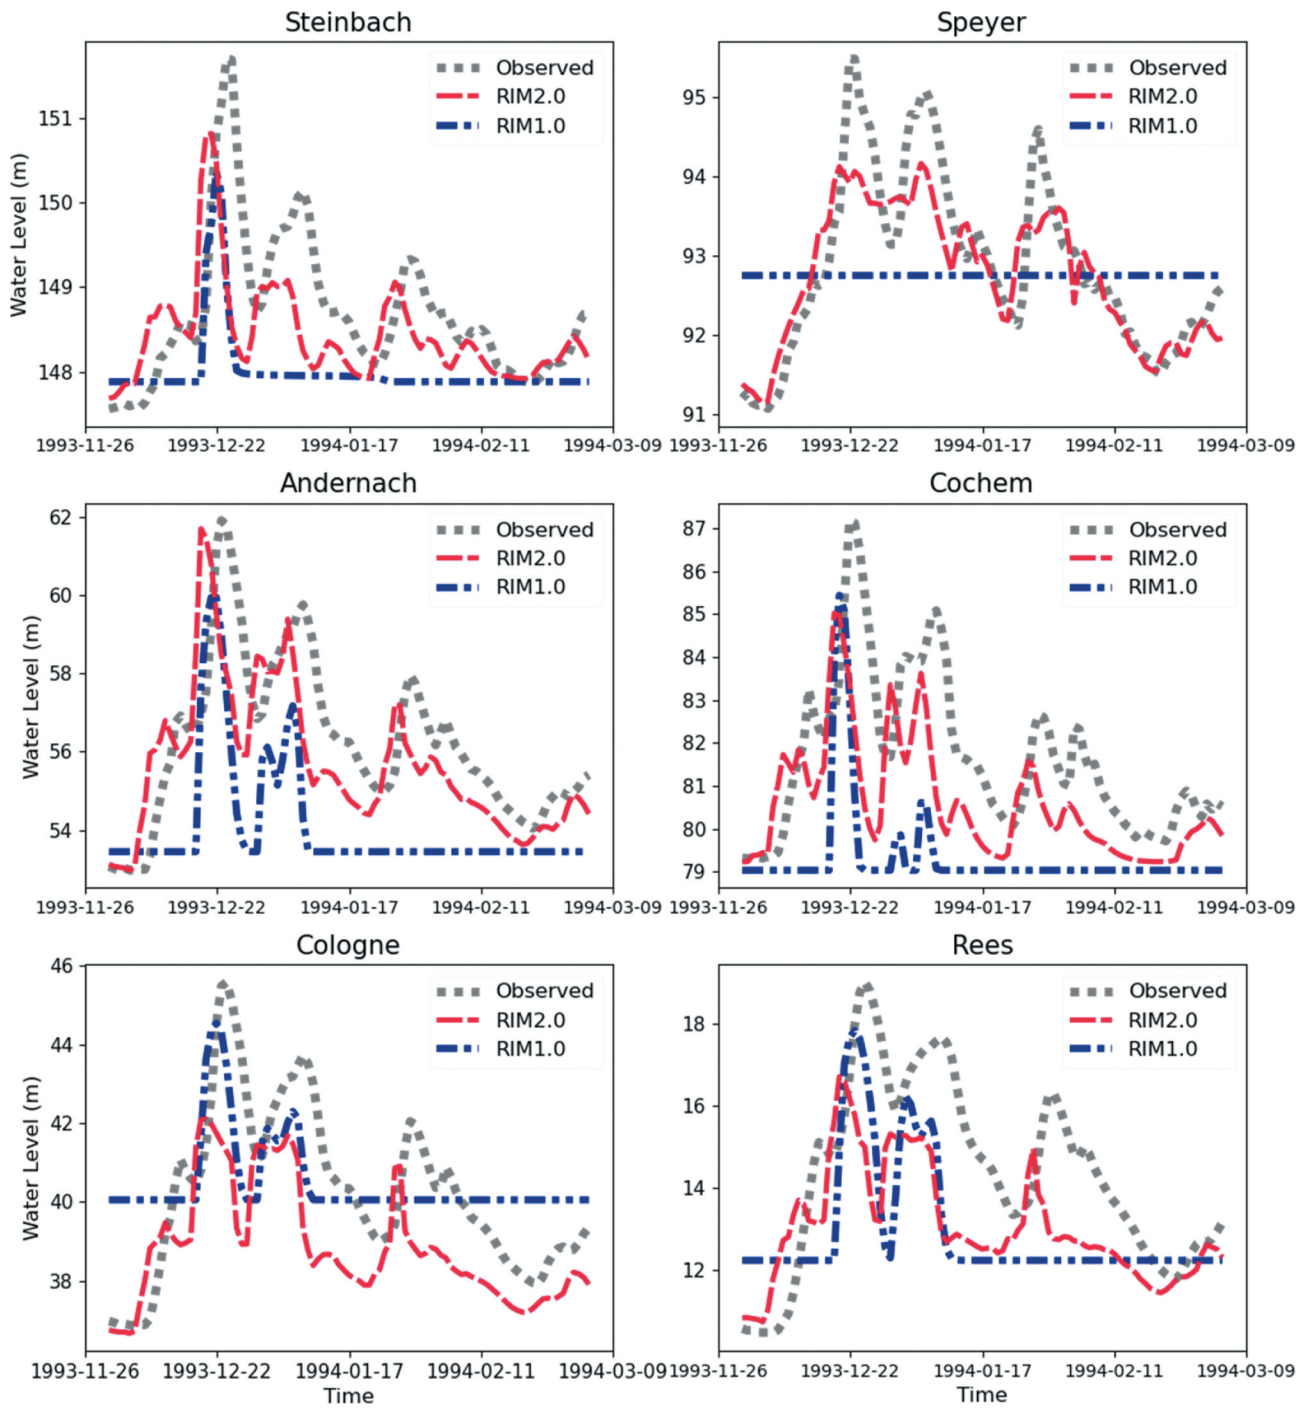 Steinbach
Observed
RIM2.0
RIM1.0
Water Level (m)
151
150
149
148
1993-11-26 1993-12-22 1994-01-17 1994-02-11 1994-03-09
Speyer
Observed
RIM2.0
RIM1.0
95
94
93
92
91
1993-11-26 1993-12-22 1994-01-17 1994-02-11 1994-03-09
Andernach
Observed
RIM2.0
RIM1.0
Water Level (m)
62
60
58
56
54
1993-11-26 1993-12-22 1994-01-17 1994-02-11 1994-03-09
Cochem
Observed
RIM2.0
RIM1.0
87
86
85
84
83
82
81
80
79
1993-11-26 1993-12-22 1994-01-17 1994-02-11 1994-03-09
Cologne
Observed
RIM2.0
RIM1.0
Water Level (m)
46
44
42
40
38
1993-11-26 1993-12-22 1994-01-17 1994-02-11 1994-03-09
Time
Rees
Observed
RIM2.0
RIM1.0
18
16
14
12
1993-11-26 1993-12-22 1994-01-17 1994-02-11 1994-03-09
Time